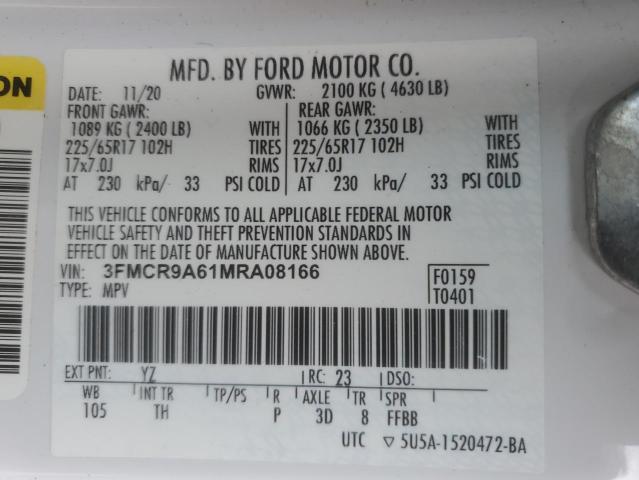 ON
MFD. BY FORD MOTOR CO.
DATE: 11/20 GVWR: 2100 KG ( 4630 LB)
FRONT GAWR: REAR GAWR:
1089 KG ( 2400 LB) WITH 1066 KG ( 2350 LB) WITH
225/65R17 102H TIRES 225/65R17 102H TIRES
17x7.0J RIMS 17x7.0J RIMS
AT 230 kPa/ 33 PSI COLD AT 230 kPa/ 33 PSI COLD
THIS VEHICLE CONFORMS TO ALL APPLICABLE FEDERAL MOTOR
VEHICLE SAFETY AND THEFT PREVENTION STANDARDS IN
EFFECT ON THE DATE OF MANUFACTURE SHOWN ABOVE.
VIN: 3FMCR9A61MRA08166 F0159
TYPE: MPV T0401
EXT PNT: YZ RC: 23 DSO:
WB INT TR TP/PS R AXLE TR SPR
105 TH P 3D 8 FFBB
UTC ▽ 5U5A-1520472-BA